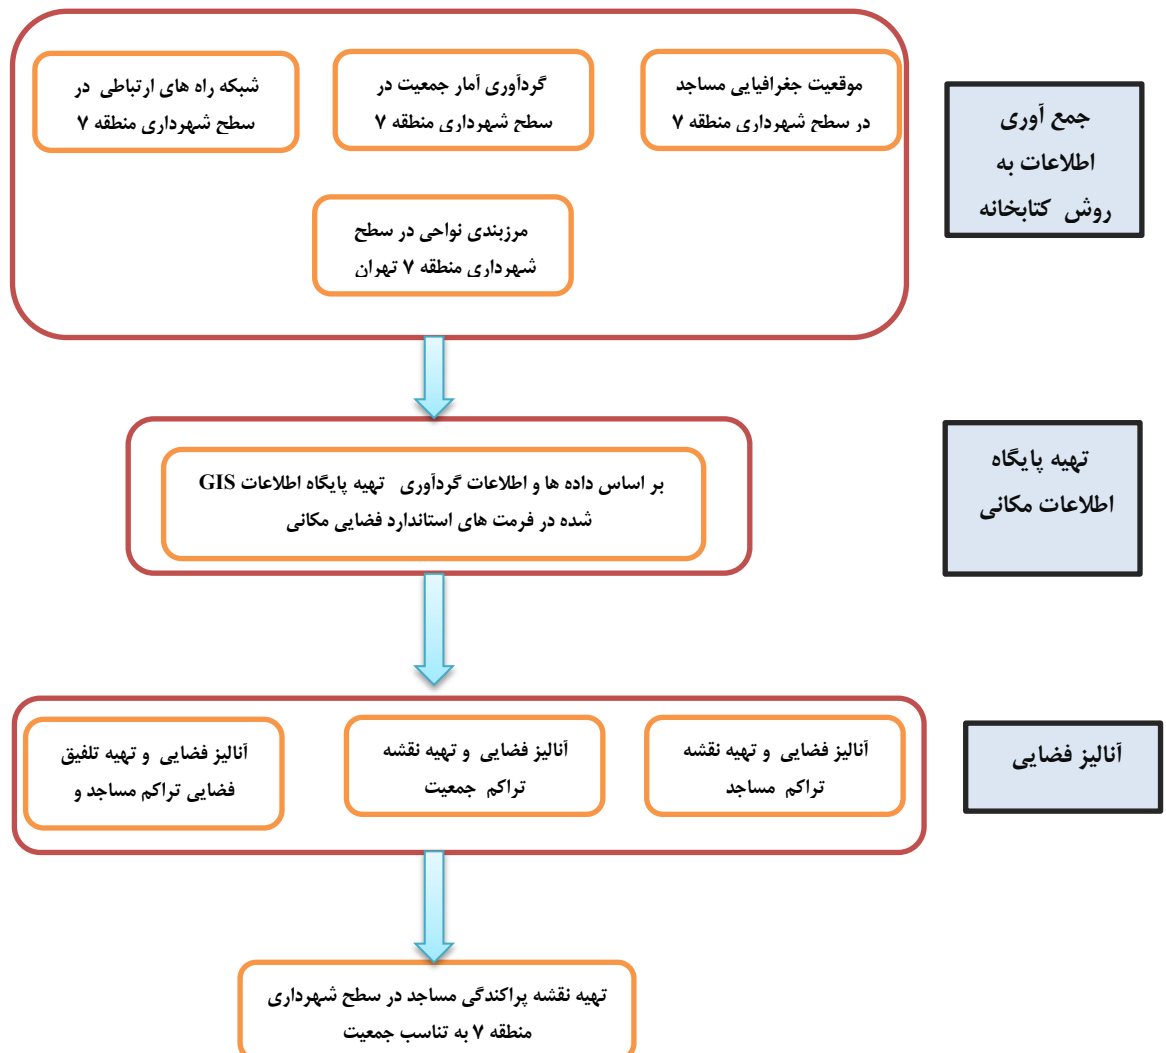 موقعیت جغرافیایی مساجد
در سطح شهرداری منطقه ۷
گردآوری آمار جمعیت در
سطح شهرداری منطقه ۷
شبکه راه های ارتباطی در
سطح شهرداری منطقه ۷
مرزبندی نواحی در سطح
شهرداری منطقه ۷ تهران
جمع آوری
اطلاعات به
روش کتابخانه
بر اساس داده ها و اطلاعات گردآوری تهیه پایگاه اطلاعات GIS
شده در فرمت های استاندارد فضایی مکانی
تهیه پایگاه
اطلاعات مکانی
آنالیز فضایی و تهیه نقشه
تراکم مساجد
آنالیز فضایی و تهیه نقشه
تراکم جمعیت
آنالیز فضایی و تهیه تلفیق
فضایی تراکم مساجد و
آنالیز فضایی
تهیه نقشه پراکندگی مساجد در سطح شهرداری
منطقه ۷ به تناسب جمعیت